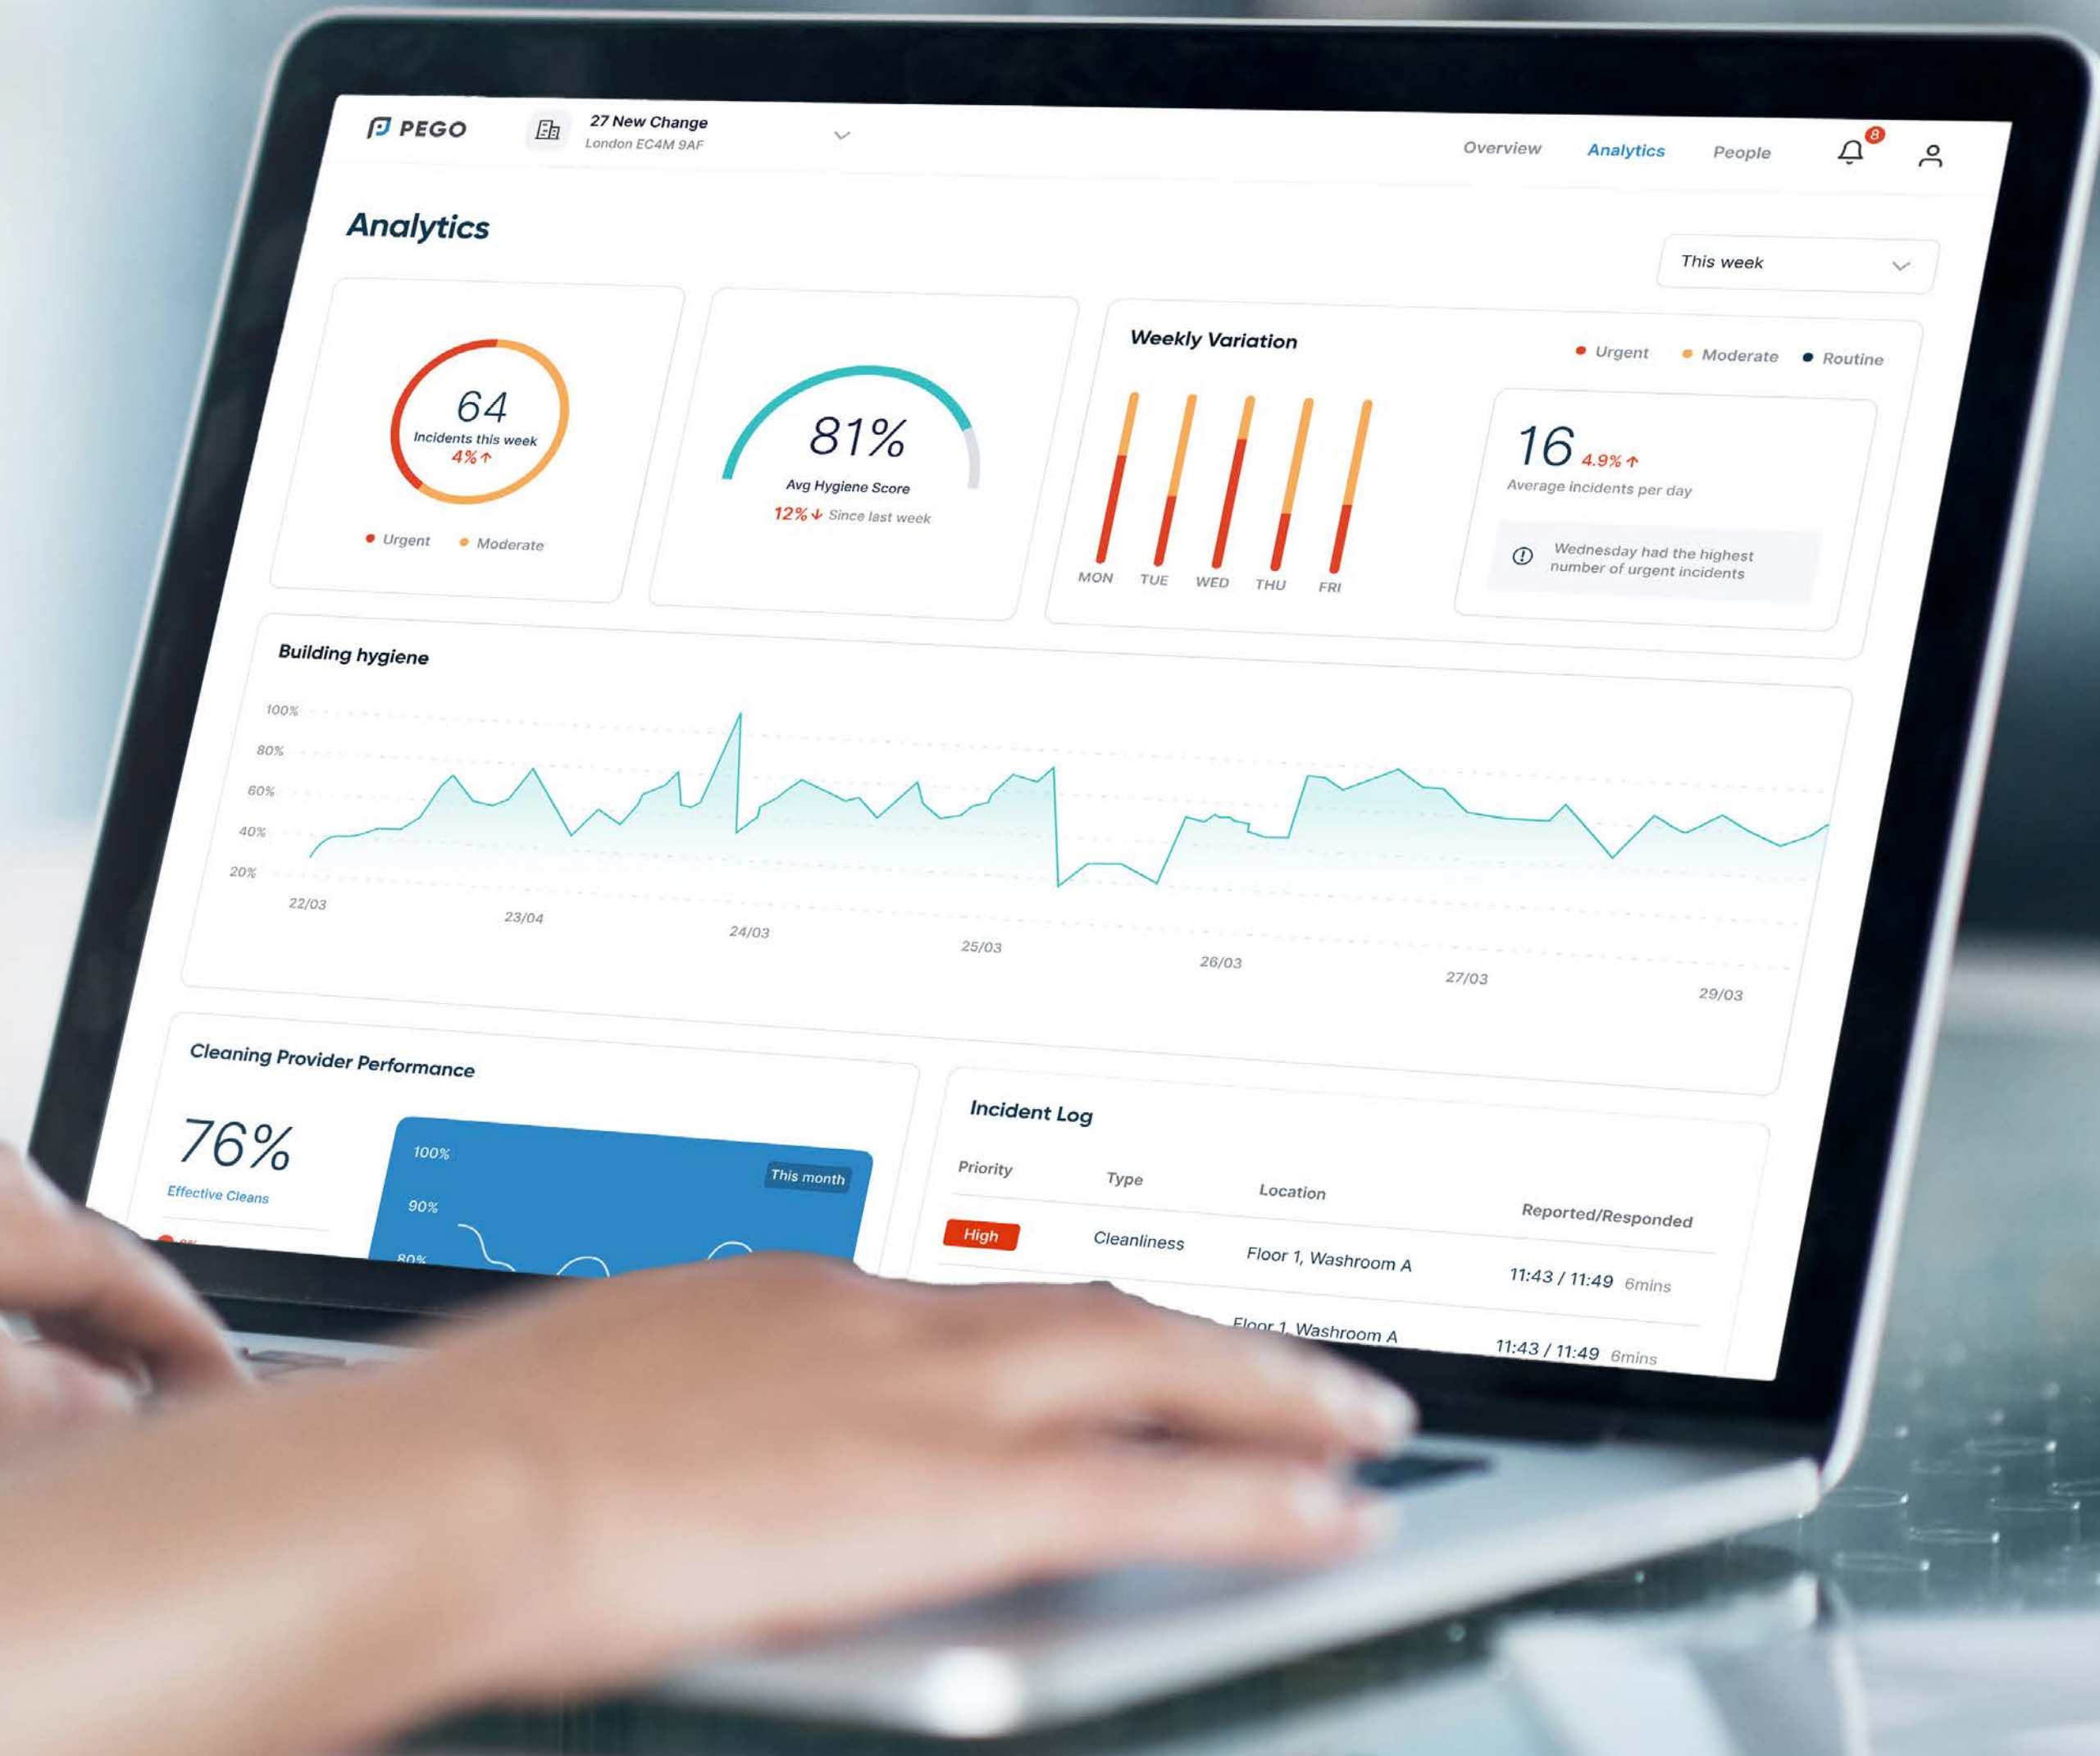 PEGO
27 New Change
London EC4M 9AF
Overview
Analytics
People
8
Analytics
This week
64
Incidents this week
4%↑
Urgent
Moderate
81%
Avg Hygiene Score
12%↓ Since last week
Weekly Variation
Urgent
Moderate
Routine
MON
TUE
WED
THU
FRI
16 4.9%↑
Average incidents per day
Wednesday had the highest
number of urgent incidents
Building hygiene
100%
80%
60%
40%
20%
22/03
23/04
24/03
25/03
26/03
27/03
29/03
Cleaning Provider Performance
76%
Effective Cleans
100%
90%
80%
This month
Incident Log
Priority
Type
Location
Reported/Responded
High
Cleanliness
Floor 1, Washroom A
11:43 / 11:49 6mins
Floor 1, Washroom A
11:43 / 11:49 6mins